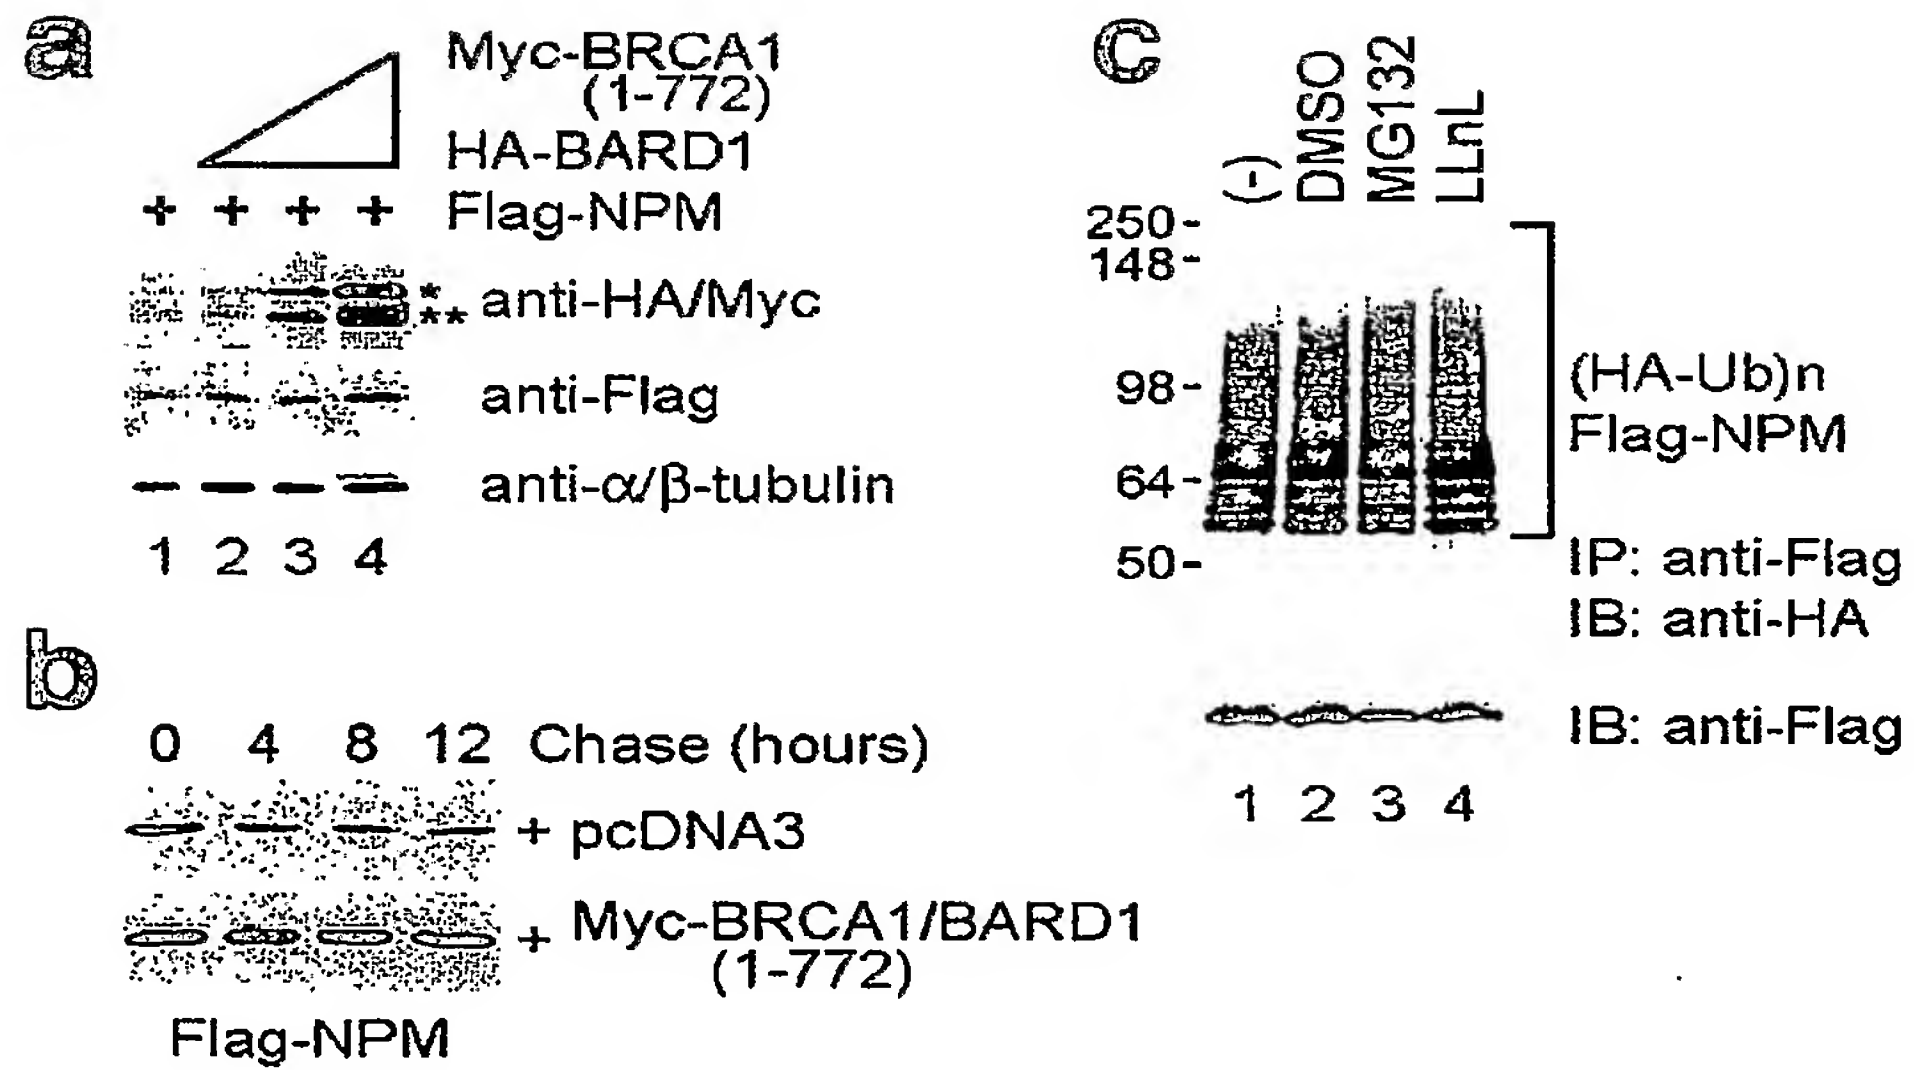 a
Myc-BRCA1
(1-772)
HA-BARD1
+ + + + Flag-NPM
* 
** anti-HA/Myc
anti-Flag
anti-α/β-tubulin
1 2 3 4
b
0 4 8 12 Chase (hours)
+ pcDNA3
+ Myc-BRCA1/BARD1
(1-772)
Flag-NPM
c
(-) DMSO MG132 LLnL
250-
148-
98-
64-
50-
(HA-Ub)n
Flag-NPM
IP: anti-Flag
IB: anti-HA
IB: anti-Flag
1 2 3 4